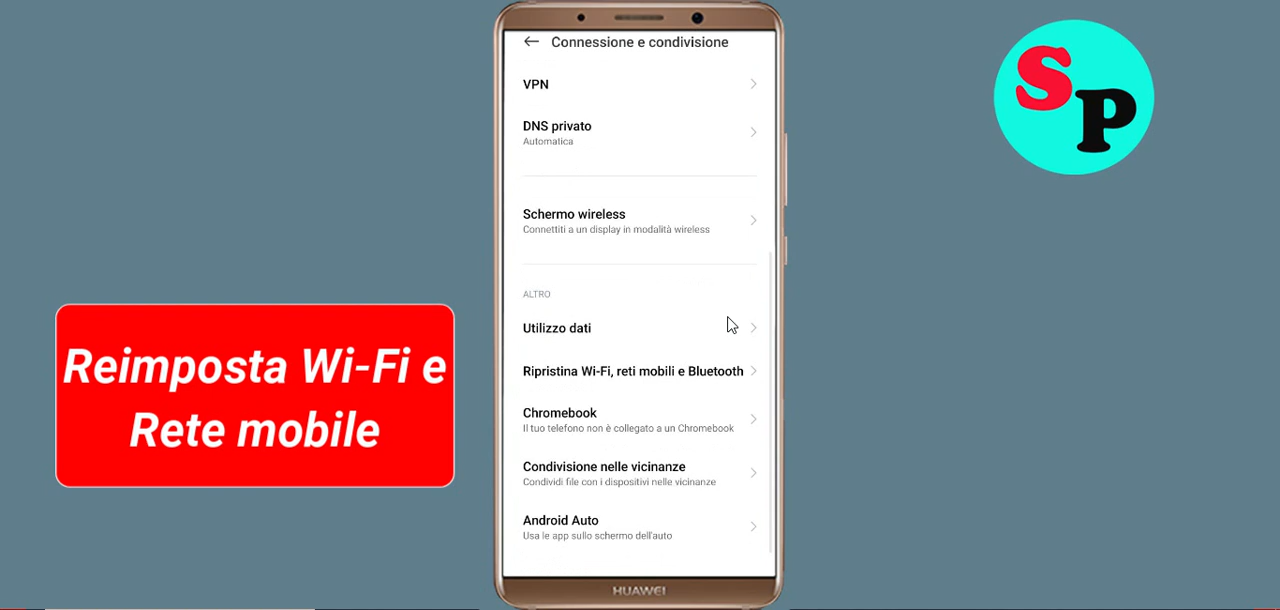 Connessione e condivisione
VPN
DNS privato
Automatica
Schermo wireless
Connettiti a un display in modalità wireless
ALTRO
Utilizzo dati
Ripristina Wi-Fi, reti mobili e Bluetooth
Chromebook
Il tuo telefono non è collegato a un Chromebook
Condivisione nelle vicinanze
Condividi file con i dispositivi nelle vicinanze
Android Auto
Usa le app sullo schermo dell'auto
HUAWEI
Reimposta Wi-Fi e
Rete mobile
SP